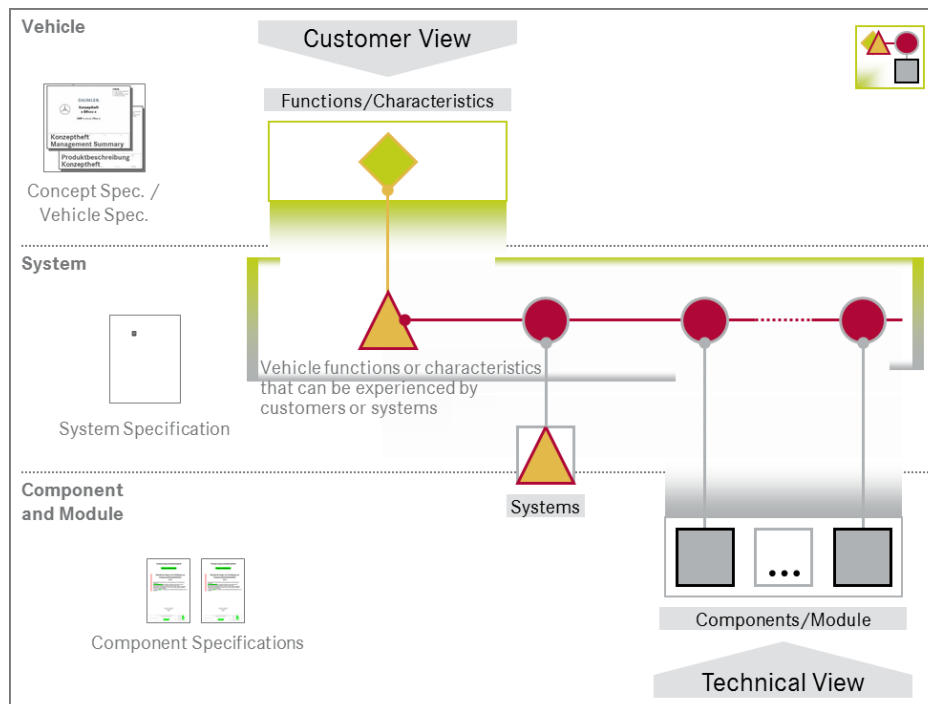 Vehicle
Customer View
Functions/Characteristics
DAIMLER
Konzeptheft
Konzeptheft
Management Summary
Produktbeschreibung
Konzeptheft
Concept Spec. /
Vehicle Spec.
System
Vehicle functions or characteristics
that can be experienced by
customers or systems
System Specification
Component
and Module
Systems
...
Components/Module
Component Specifications
Technical View